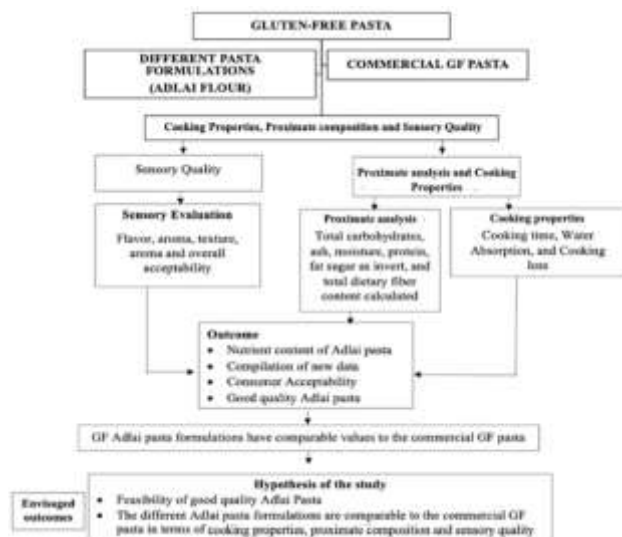 GLUTEN-FREE PASTA
DIFFERENT PASTA
FORMULATIONS
(ADLAI FLOUR)
COMMERCIAL GF PASTA
Cooking Properties, Proximate composition and Sensory Quality
Sensory Quality
Proximate analysis and Cooking
Properties
Sensory Evaluation
Flavor, aroma, texture,
aroma and overall
acceptability
Proximate analysis
Total carbohydrates,
ash, moisture, protein,
fat sugar as invert, and
total dietary fiber
content calculated
Cooking properties
Cooking time, Water
Absorption, and Cooking
loss
Outcome
• Nutrient content of Adlai pasta
• Compilation of new data
• Consumer Acceptability
• Good quality Adlai pasta
GF Adlai pasta formulations have comparable values to the commercial GF pasta
Envisaged
outcomes
Hypothesis of the study
• Feasibility of good quality Adlai Pasta
• The different Adlai pasta formulations are comparable to the commercial GF
pasta in terms of cooking properties, proximate composition and sensory quality